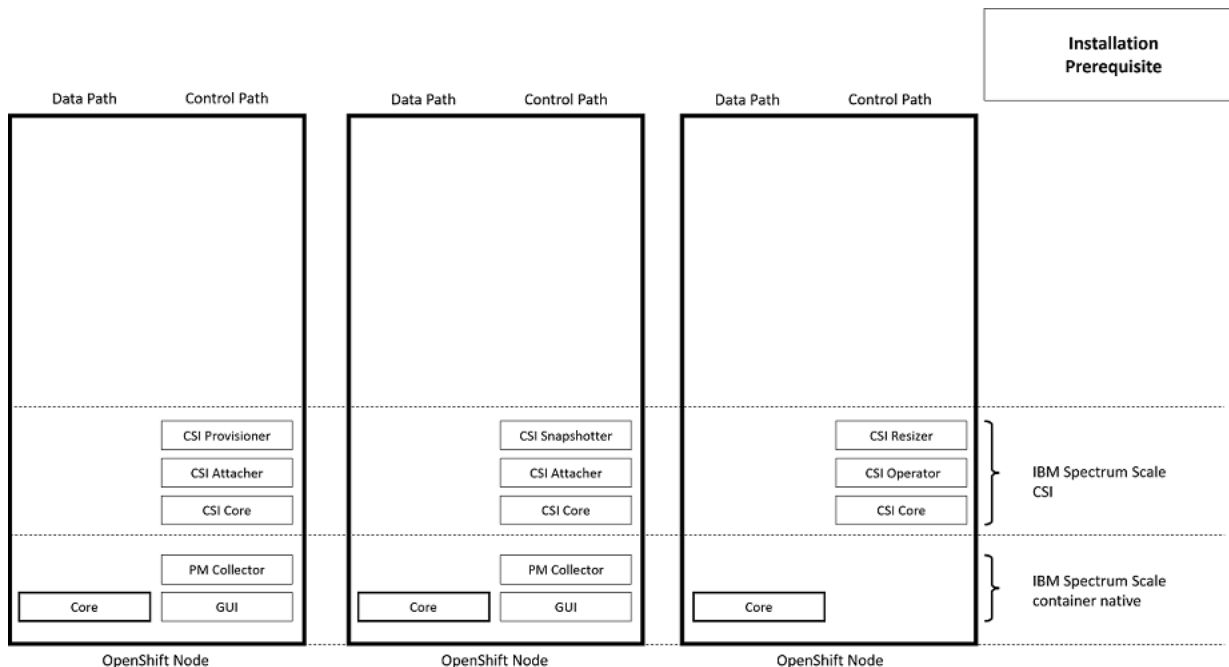 Installation
Prerequisite
Data Path Control Path Data Path Control Path Data Path Control Path
CSI Provisioner CSI Snapshotter CSI Resizer
CSI Attacher CSI Attacher CSI Operator
CSI Core CSI Core CSI Core
IBM Spectrum Scale
CSI
PM Collector PM Collector
Core GUI Core GUI Core
IBM Spectrum Scale
container native
OpenShift Node OpenShift Node OpenShift Node